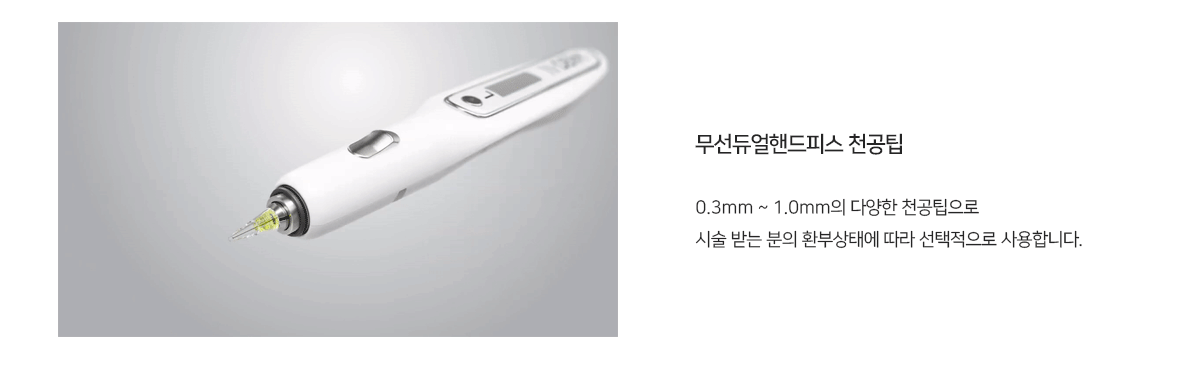 무선듀얼핸드피스 천공팁
0.3mm ~ 1.0mm의 다양한 천공팁으로
시술 받는 분의 환부상태에 따라 선택적으로 사용합니다.